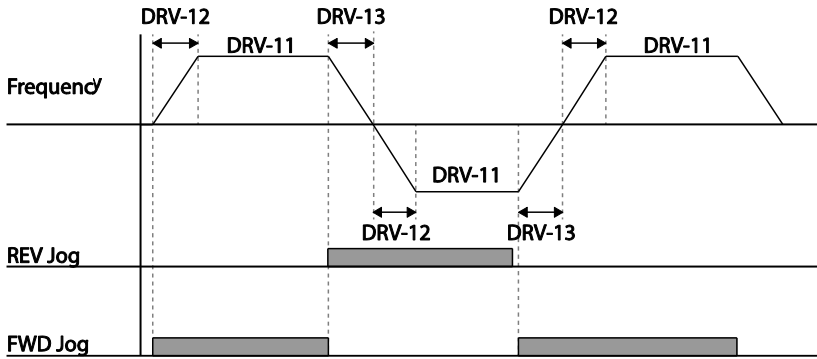 DRV-12 DRV-13 DRV-12
DRV-11 DRV-11
Frequency
DRV-11
DRV-12 DRV-13
REV Jog
FWD Jog